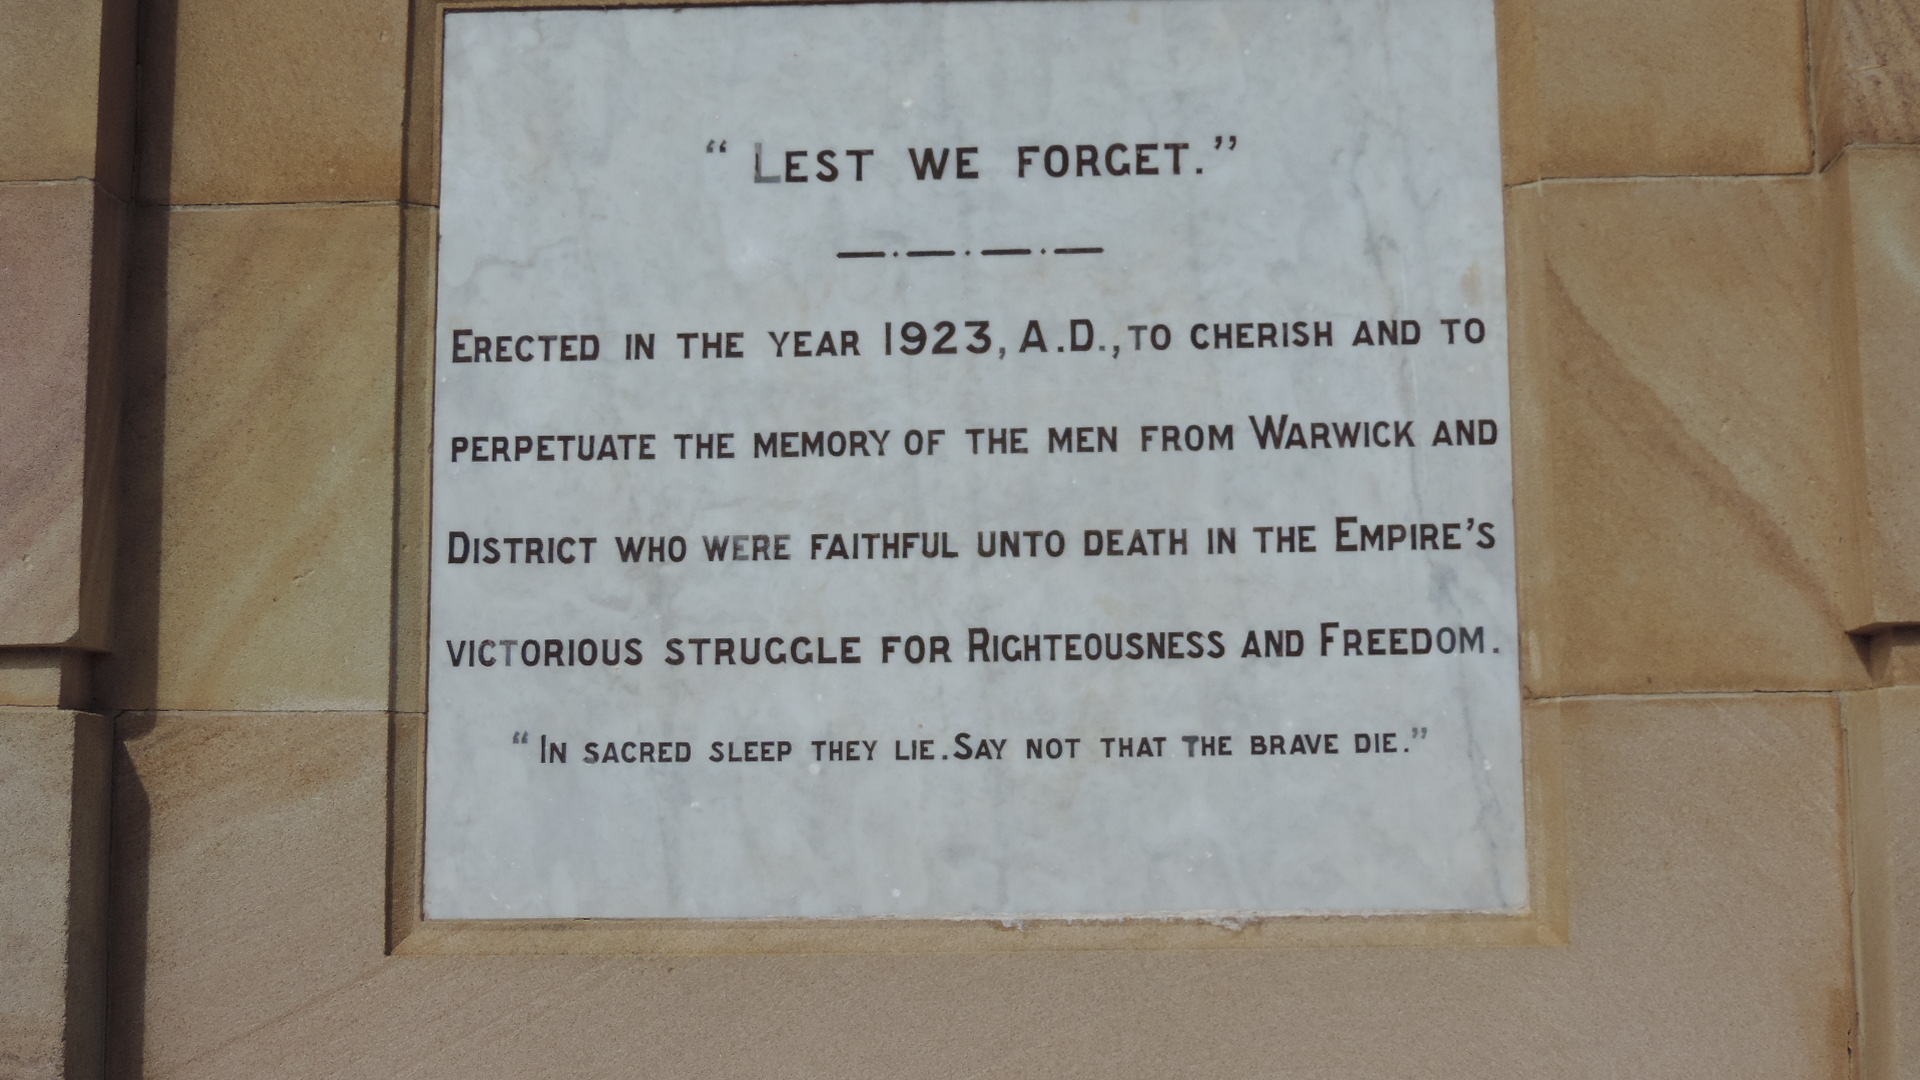 “ LEST WE FORGET.”
ERECTED IN THE YEAR 1923, A.D., TO CHERISH AND TO
PERPETUATE THE MEMORY OF THE MEN FROM WARWICK AND
DISTRICT WHO WERE FAITHFUL UNTO DEATH IN THE EMPIRE’S
VICTORIOUS STRUGGLE FOR RIGHTEOUSNESS AND FREEDOM.
“ IN SACRED SLEEP THEY LIE. SAY NOT THAT THE BRAVE DIE.”